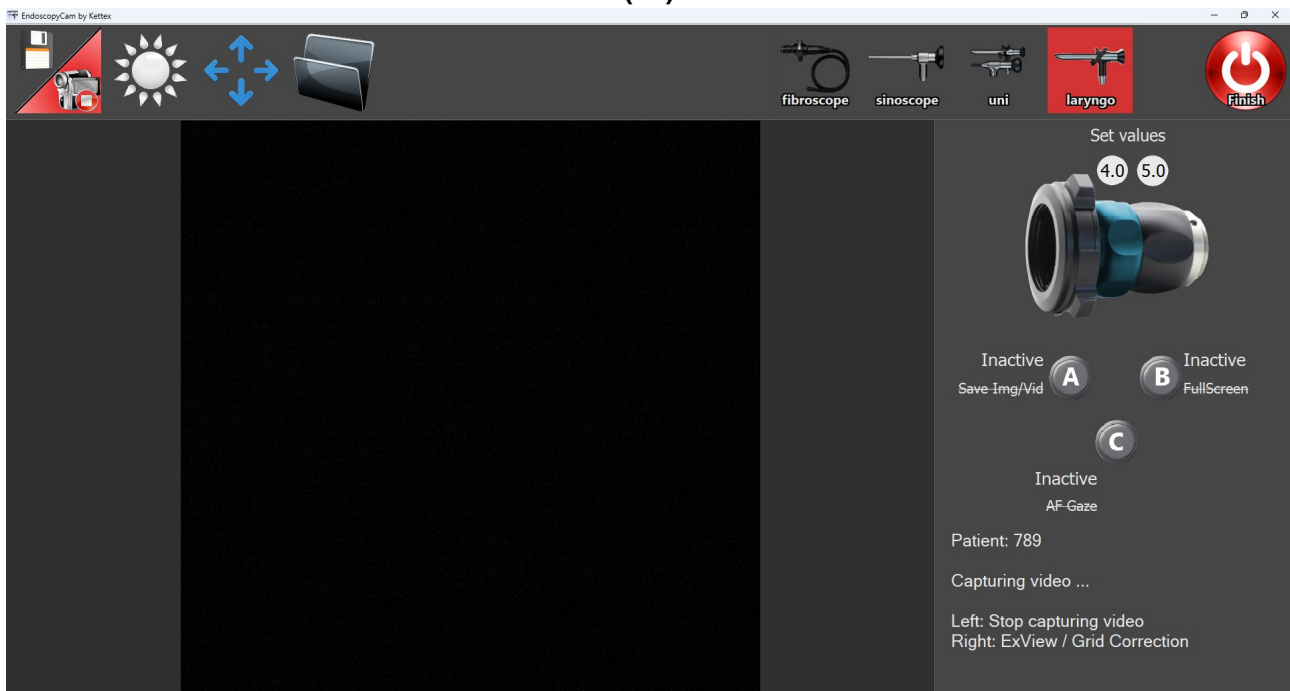 EndoscopyCam by Kettex
fibroscope
sinoscope
uni
laryngo
Finish
Set values
4.0 5.0
Inactive
Save Img/Vid
A
B
Inactive
FullScreen
C
Inactive
AF Gaze
Patient: 789
Capturing video ...
Left: Stop capturing video
Right: ExView / Grid Correction